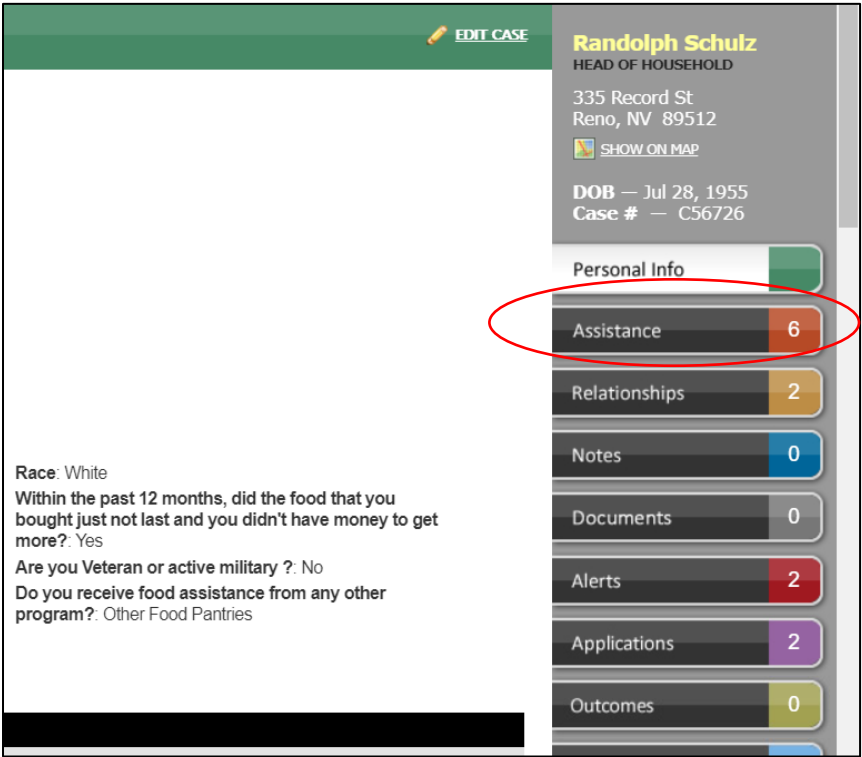 EDIT CASE
Randolph Schulz
HEAD OF HOUSEHOLD
335 Record St
Reno, NV 89512
SHOW ON MAP
DOB — Jul 28, 1955
Case # — C56726
Personal Info
Assistance 6
Relationships 2
Notes 0
Documents 0
Alerts 2
Applications 2
Outcomes 0
Race: White
Within the past 12 months, did the food that you
bought just not last and you didn't have money to get
more?: Yes
Are you Veteran or active military ?: No
Do you receive food assistance from any other
program?: Other Food Pantries